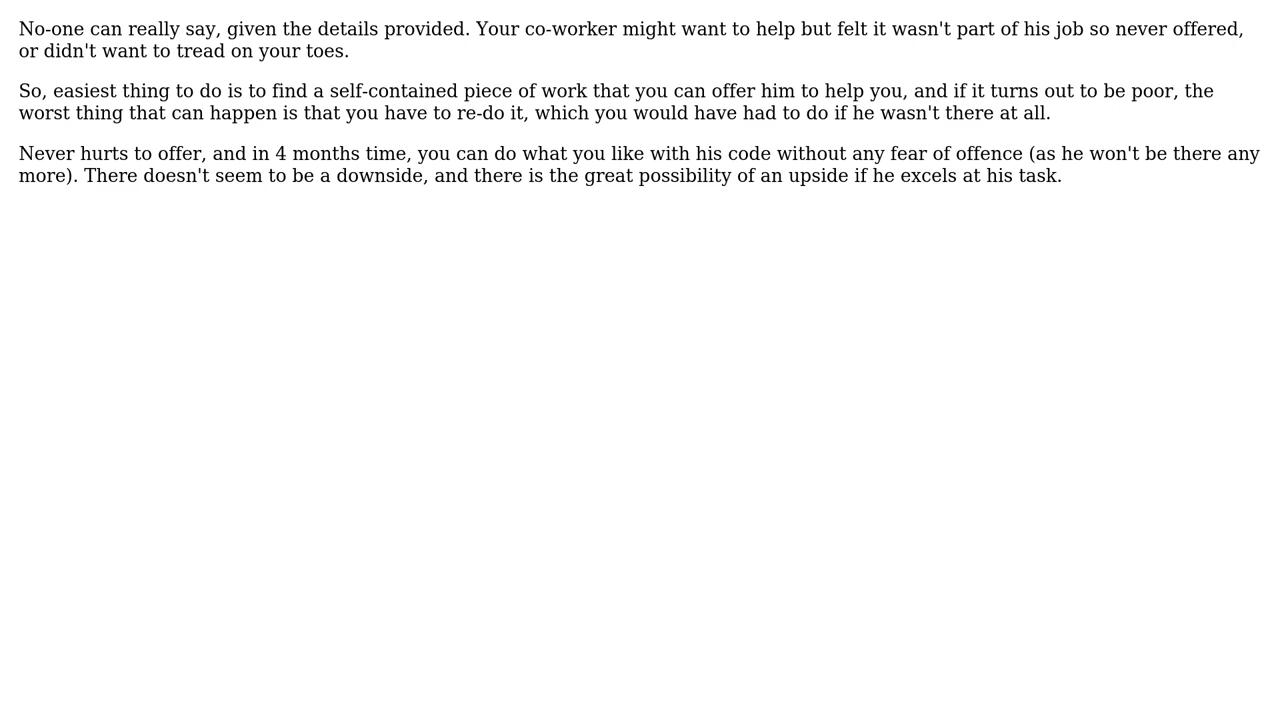 No-one can really say, given the details provided. Your co-worker might want to help but felt it wasn't part of his job so never offered,
or didn't want to tread on your toes.
So, easiest thing to do is to find a self-contained piece of work that you can offer him to help you, and if it turns out to be poor, the
worst thing that can happen is that you have to re-do it, which you would have had to do if he wasn't there at all.
Never hurts to offer, and in 4 months time, you can do what you like with his code without any fear of offence (as he won't be there any
more). There doesn't seem to be a downside, and there is the great possibility of an upside if he excels at his task.